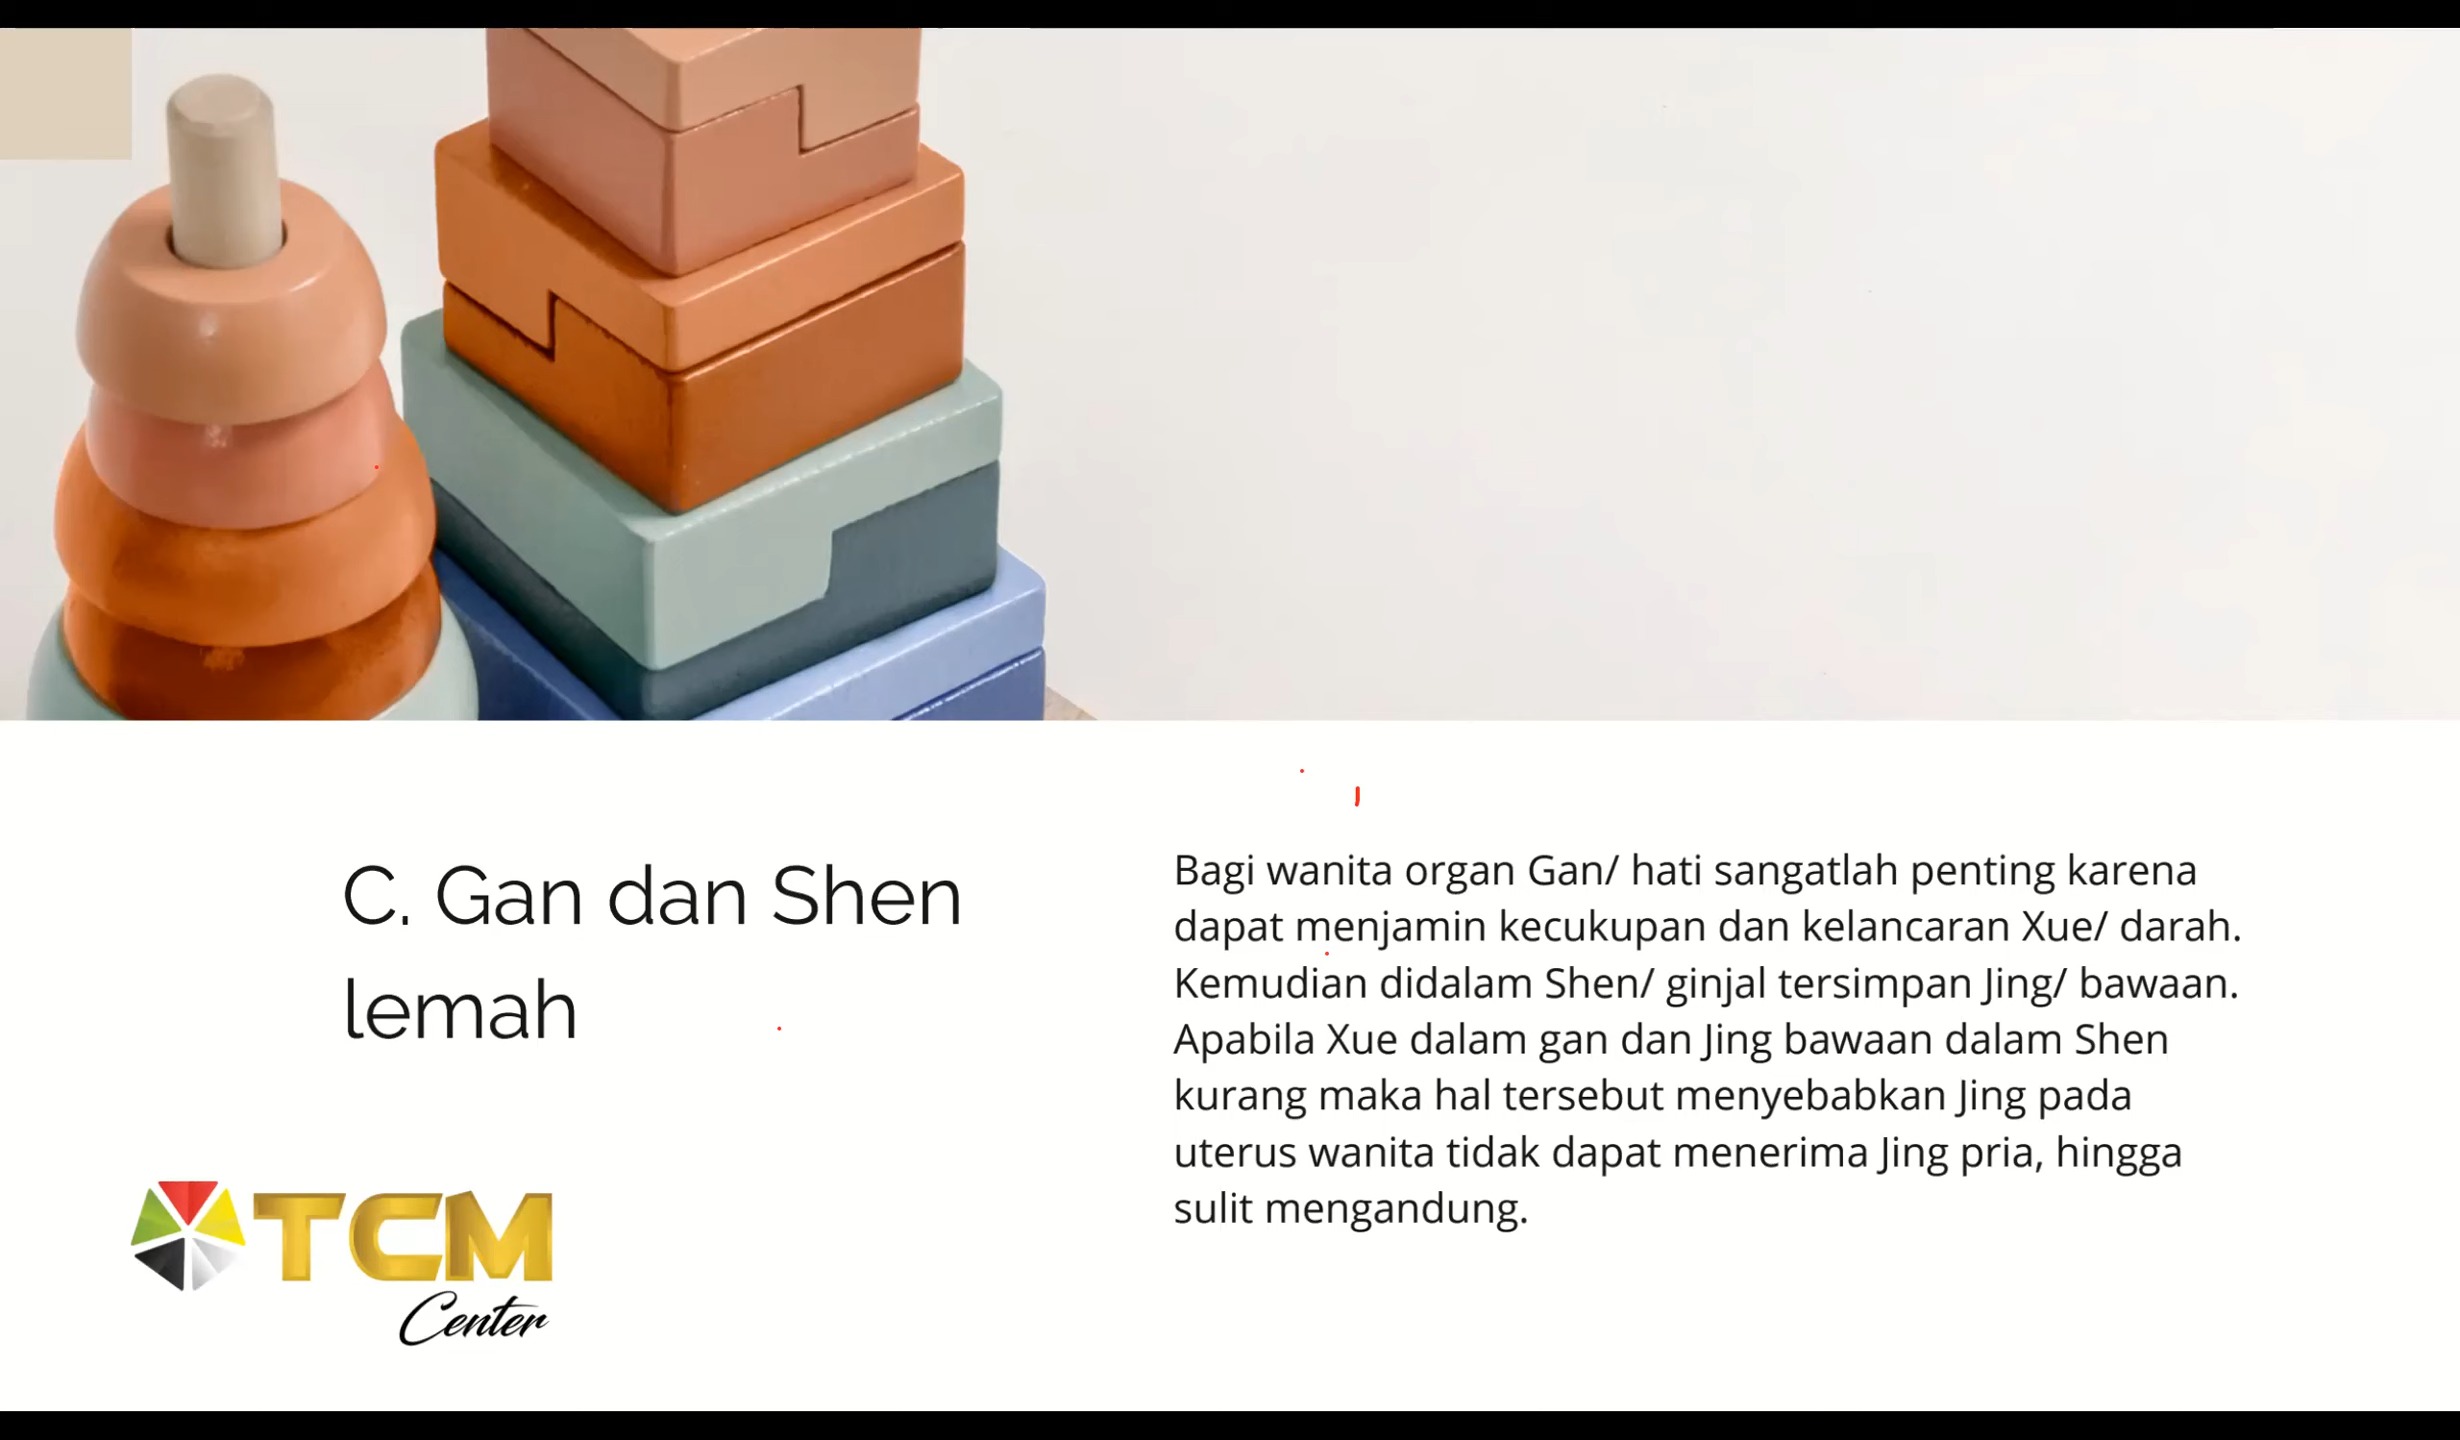 C. Gan dan Shen
lemah
Bagi wanita organ Gan/ hati sangatlah penting karena
dapat menjamin kecukupan dan kelancaran Xue/ darah.
Kemudian didalam Shen/ ginjal tersimpan Jing/ bawaan.
Apabila Xue dalam gan dan Jing bawaan dalam Shen
kurang maka hal tersebut menyebabkan Jing pada
uterus wanita tidak dapat menerima Jing pria, hingga
sulit mengandung.
TCM
Center